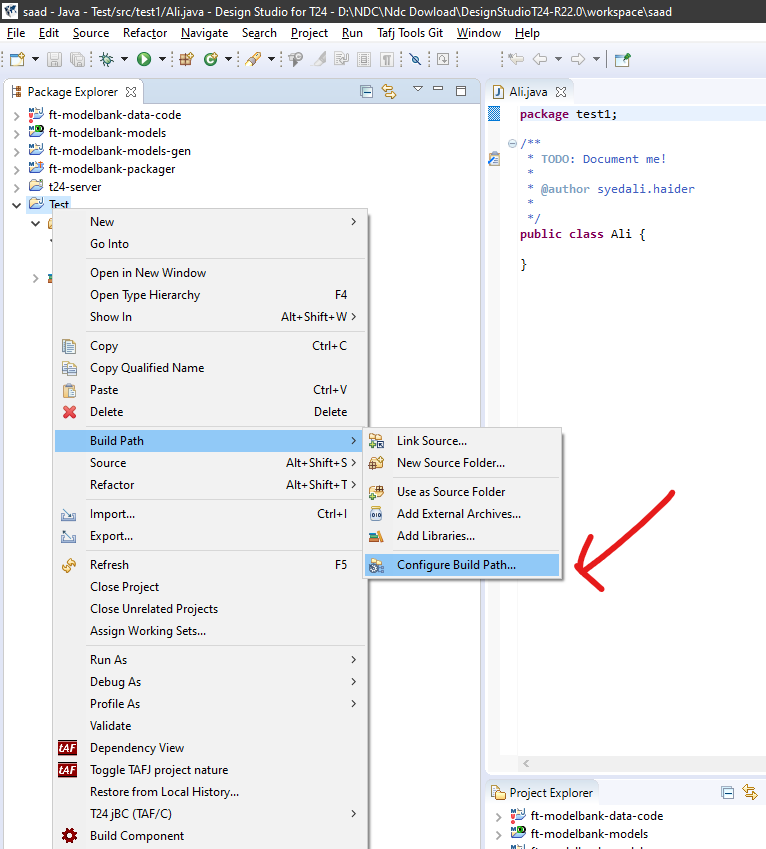 saad - Java - Test/src/test1/Ali.java - Design Studio for T24 - D:\NDC\Ndc Dowload\DesignStudioT24-R22.0\workspace\saad
File Edit Source Refactor Navigate Search Project Run Tafj Tools Git Window Help
Package Explorer
ft-modelbank-data-code
ft-modelbank-models
ft-modelbank-models-gen
ft-modelbank-packager
t24-server
Test
New
Go Into
Open in New Window
Open Type Hierarchy F4
Show In Alt+Shift+W
Copy Ctrl+C
Copy Qualified Name
Paste Ctrl+V
Delete Delete
Build Path
Source Alt+Shift+S
Refactor Alt+Shift+T
Import... Ctrl+I
Export...
Refresh F5
Close Project
Close Unrelated Projects
Assign Working Sets...
Run As
Debug As
Profile As
Validate
tAF Dependency View
tAF Toggle TAFJ project nature
Restore from Local History...
T24 jBC (TAF/C)
Build Component
Link Source...
New Source Folder...
Use as Source Folder
Add External Archives...
Add Libraries...
Configure Build Path...
Ali.java
package test1;
/**
* TODO: Document me!
*
* @author syedali.haider
*
*/
public class Ali {
}
Project Explorer
ft-modelbank-data-code
ft-modelbank-models